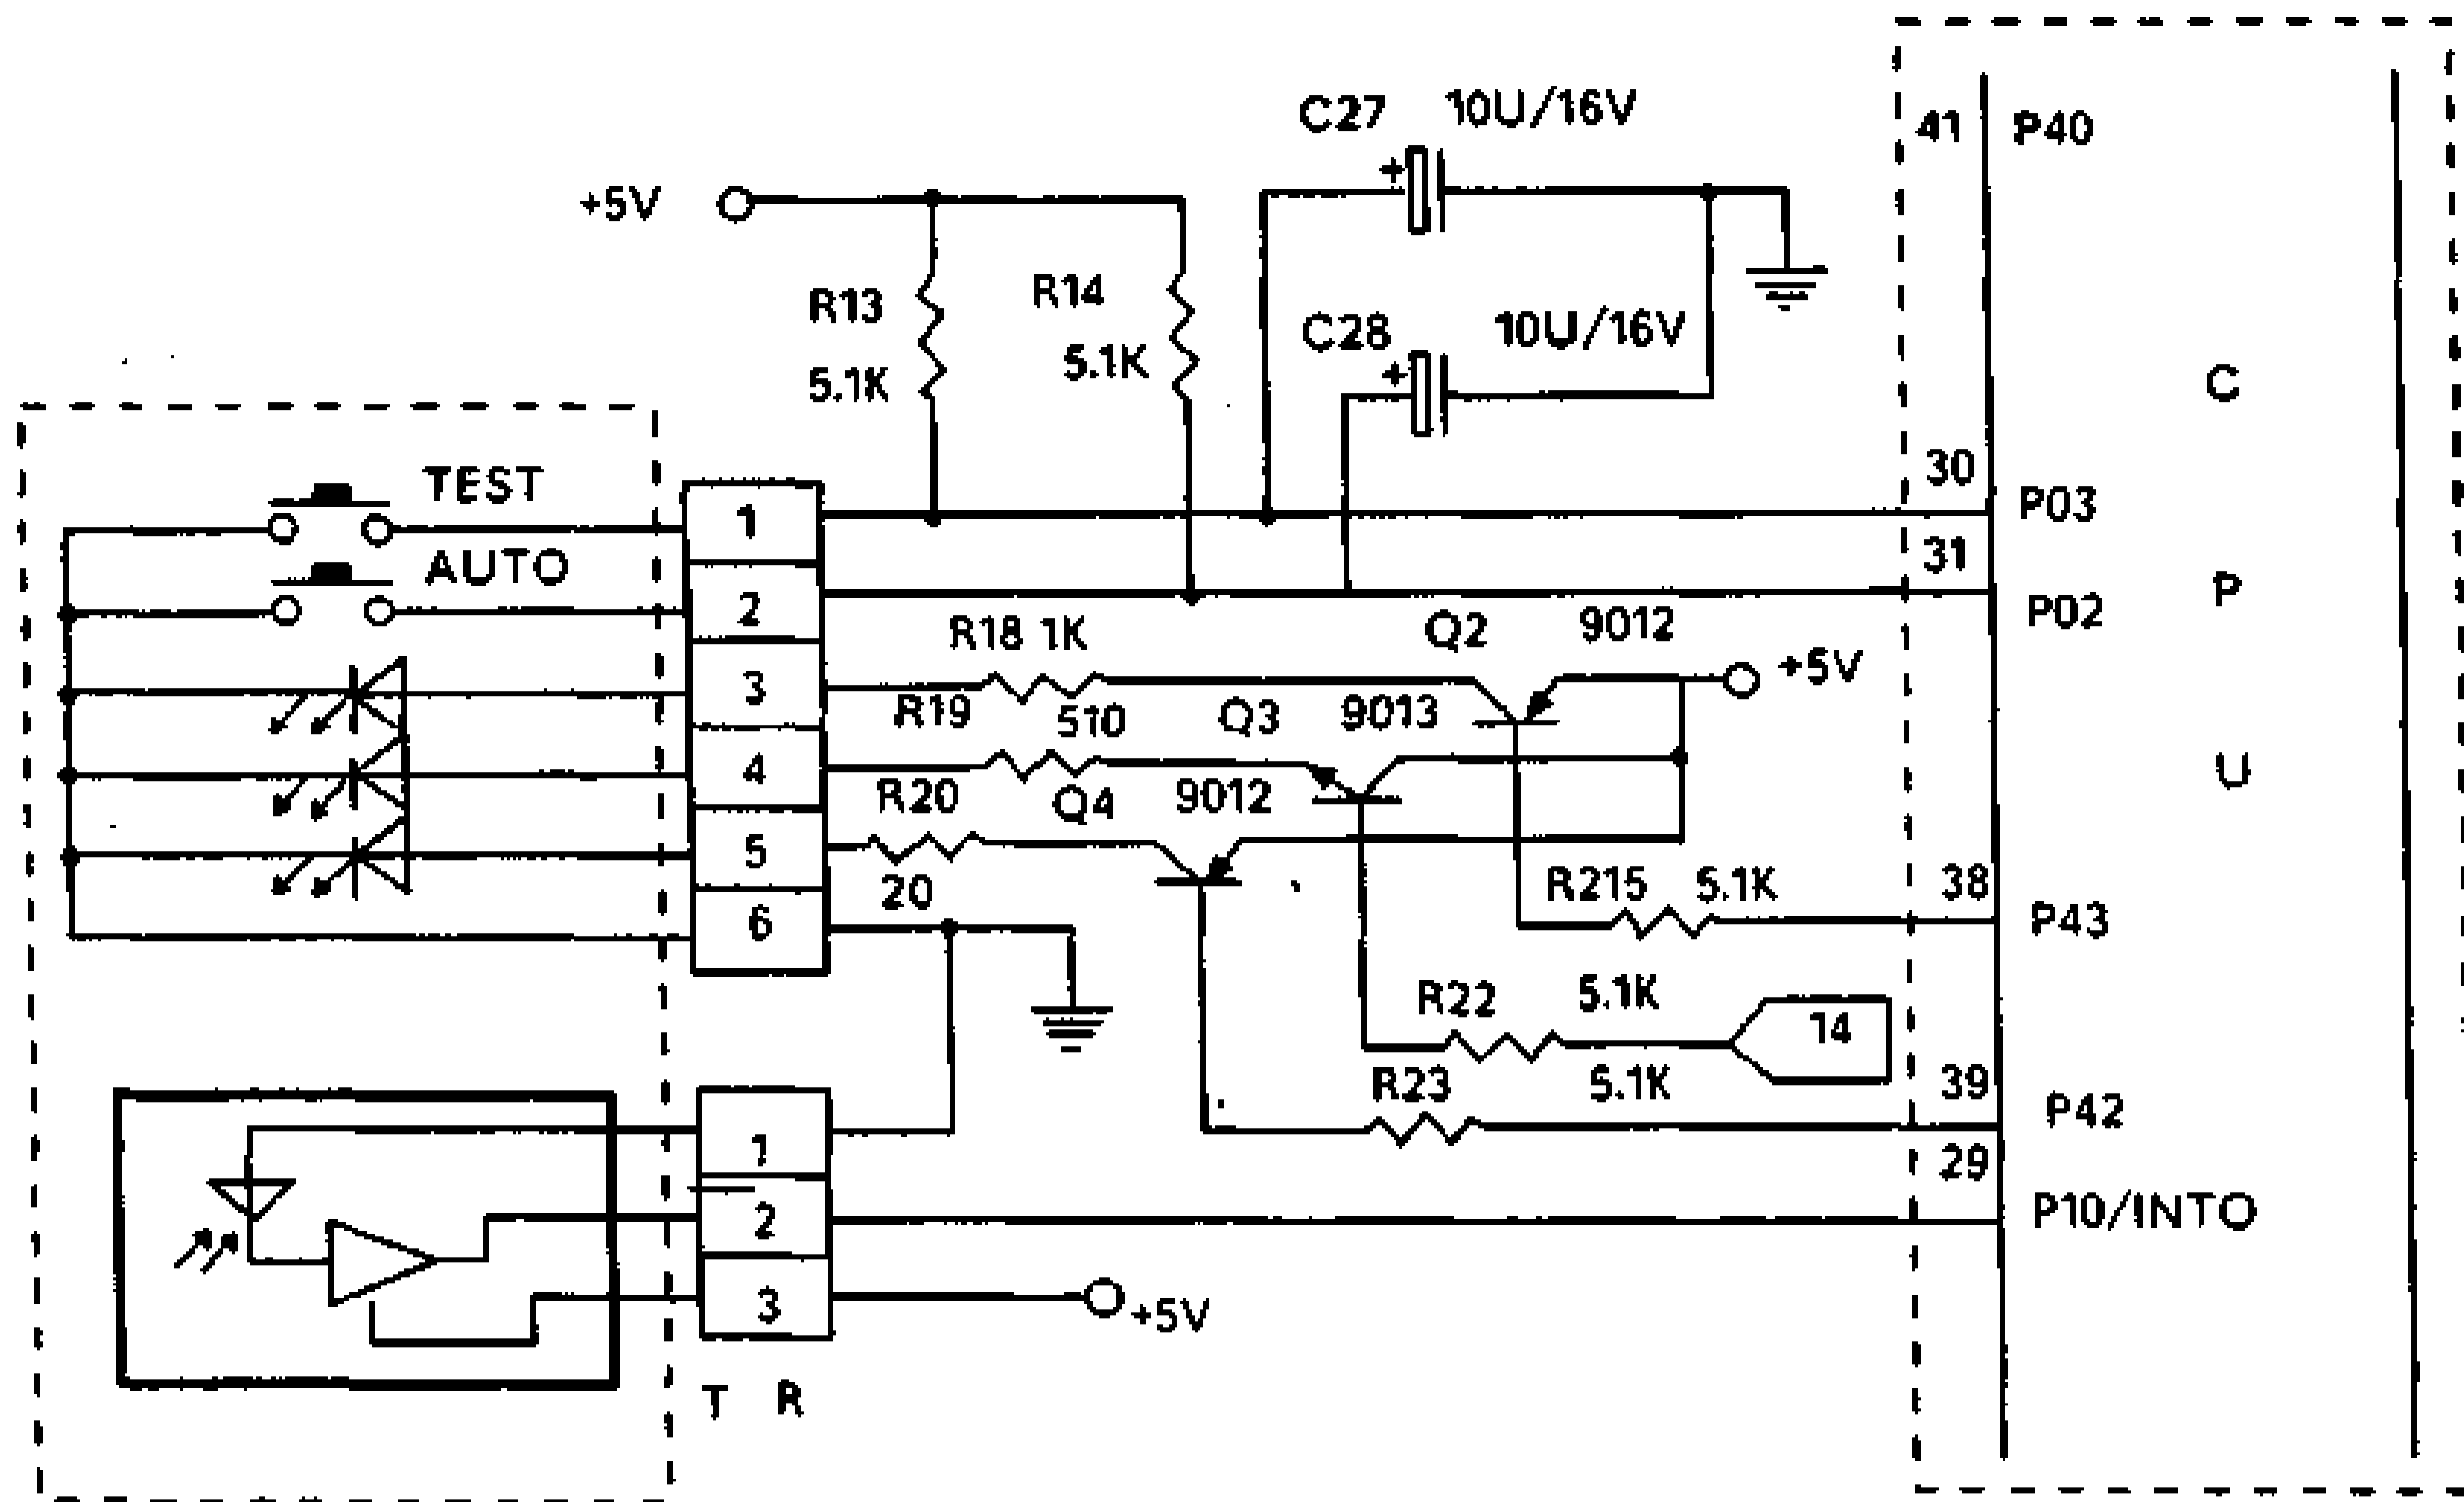 C27 10U/16V
41 P40
+5V
R13
5.1K
R14
5.1K
C28 10U/16V
+
+
C
P
U
TEST
AUTO
1
2
3
4
5
6
30
P03
31
P02
R18 1K
Q2 9012
+5V
R19 510
Q3 9013
R20
20
Q4 9012
R215 5.1K
38
P43
R22 5.1K
14
R23 5.1K
39
P42
29
P10/INTO
1
2
3
+5V
T R